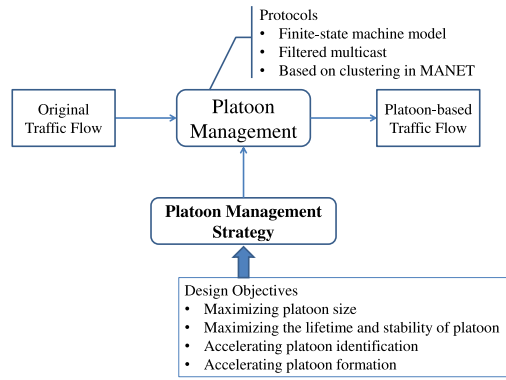 Protocols
• Finite-state machine model
• Filtered multicast
• Based on clustering in MANET
Original
Traffic Flow
Platoon
Management
Platoon-based
Traffic Flow
Platoon Management
Strategy
Design Objectives
• Maximizing platoon size
• Maximizing the lifetime and stability of platoon
• Accelerating platoon identification
• Accelerating platoon formation